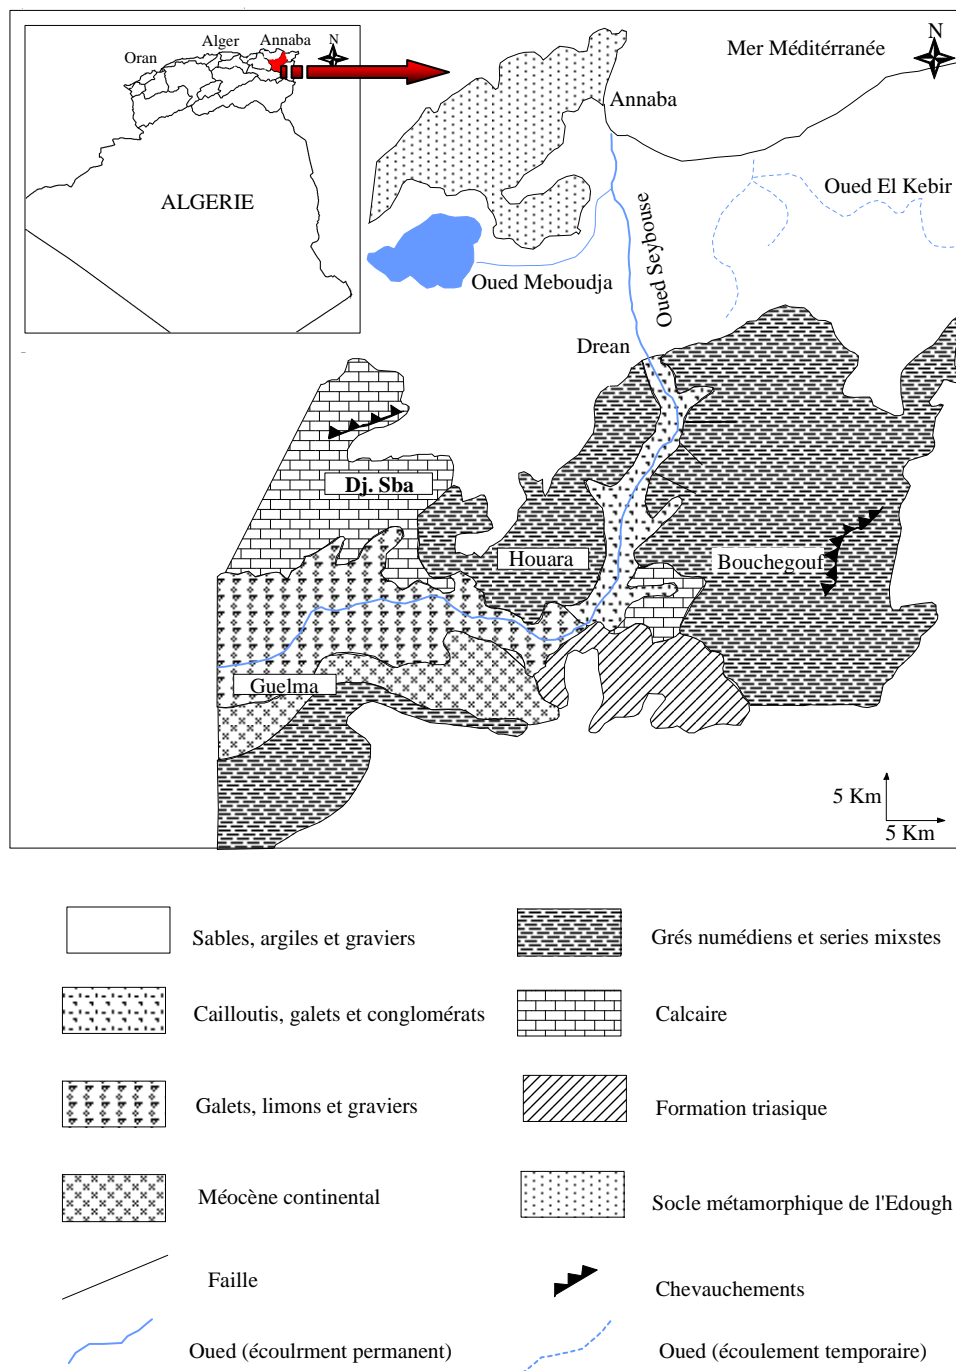 Oran
Alger
Annaba
N
ALGERIE
Mer Méditérranée
N
Annaba
Oued El Kebir
Oued Seybouse
Oued Meboudja
Drean
Dj. Sba
Houara
Bouchegouf
Guelma
5 Km
5 Km
Sables, argiles et graviers
Grés numédiens et series mixstes
Cailloutis, galets et conglomérats
Calcaire
Galets, limons et graviers
Formation triasique
Méocène continental
Socle métamorphique de l'Edough
Faille
Chevauchements
Oued (écoulrment permanent)
Oued (écoulement temporaire)